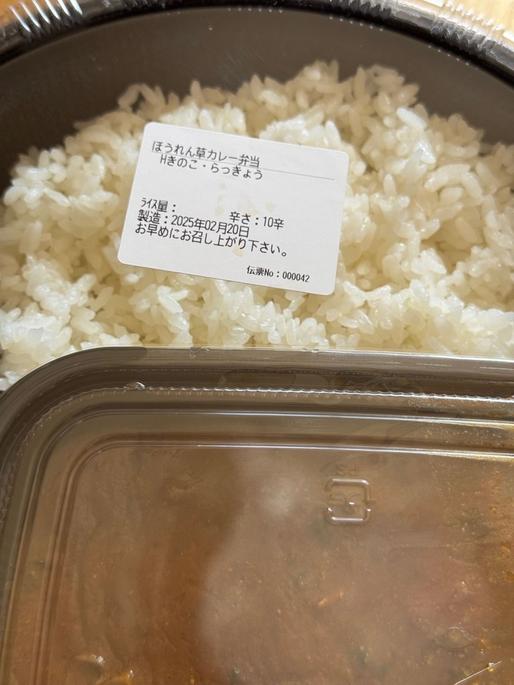 ほうれん草カレー弁当
Hきのこ・らっきょう
ﾗｲｽ量：
辛さ：10辛
製造：2025年02月20日
お早めにお召し上がり下さい。
伝票No：000042
PS